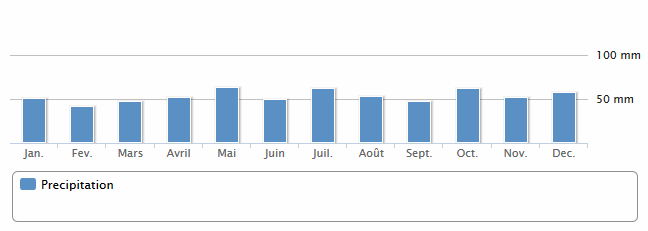 100 mm
50 mm
Jan. Fev. Mars Avril Mai Juin Juil. Août Sept. Oct. Nov. Dec.
Precipitation